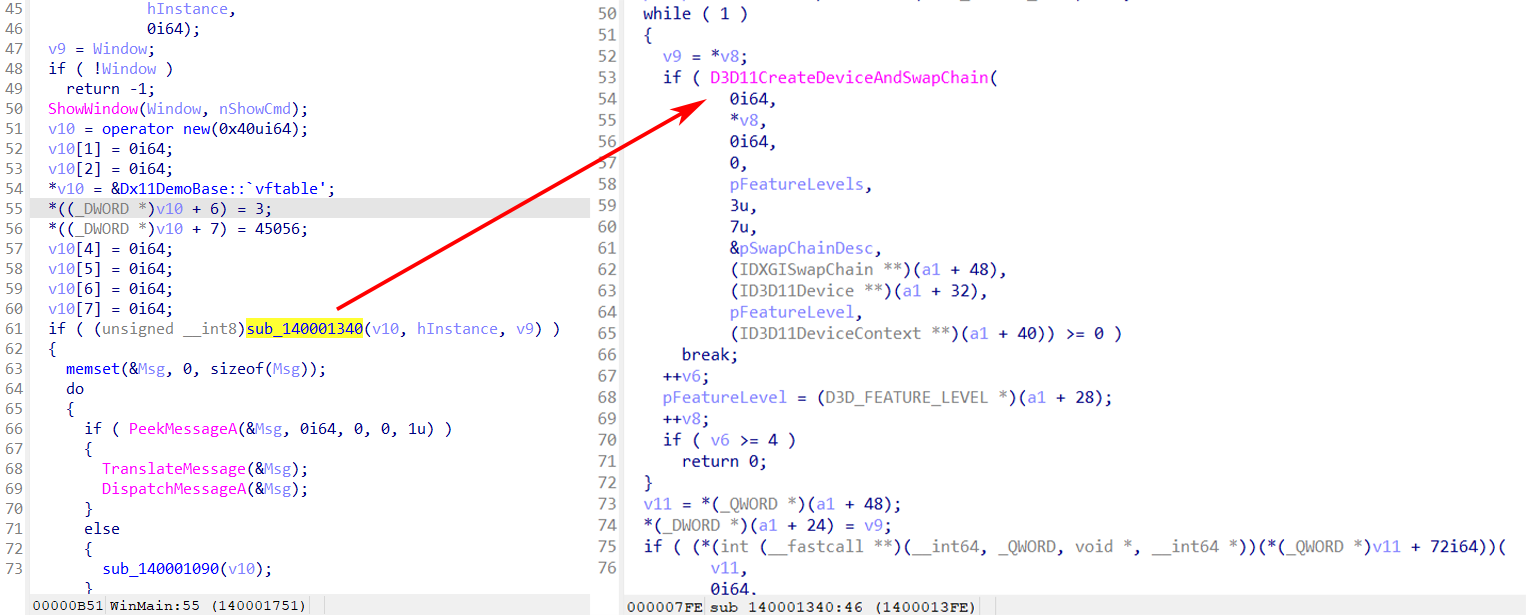 45 hInstance,
46 0i64);
47 v9 = Window;
48 if ( !Window )
49 return -1;
50 ShowWindow(Window, nShowCmd);
51 v10 = operator new(0x40ui64);
52 v10[1] = 0i64;
53 v10[2] = 0i64;
54 *v10 = &Dx11DemoBase::`vftable';
55 *((_DWORD *)v10 + 6) = 3;
56 *((_DWORD *)v10 + 7) = 45056;
57 v10[4] = 0i64;
58 v10[5] = 0i64;
59 v10[6] = 0i64;
60 v10[7] = 0i64;
61 if ( (unsigned __int8)sub_140001340(v10, hInstance, v9) )
62 {
63 memset(&Msg, 0, sizeof(Msg));
64 do
65 {
66 if ( PeekMessageA(&Msg, 0i64, 0, 0, 1u) )
67 {
68 TranslateMessage(&Msg);
69 DispatchMessageA(&Msg);
70 }
71 else
72 {
73 sub_140001090(v10);
}
00000B51 WinMain:55 (140001751)
50 while ( 1 )
51 {
52 v9 = *v8;
53 if ( D3D11CreateDeviceAndSwapChain(
54 0i64,
55 *v8,
56 0i64,
57 0,
58 pFeatureLevels,
59 3u,
60 7u,
61 &pSwapChainDesc,
62 (IDXGISwapChain **)(a1 + 48),
63 (ID3D11Device **)(a1 + 32),
64 pFeatureLevel,
65 (ID3D11DeviceContext **)(a1 + 40)) >= 0 )
66 break;
67 ++v6;
68 pFeatureLevel = (D3D_FEATURE_LEVEL *)(a1 + 28);
69 ++v8;
70 if ( v6 >= 4 )
71 return 0;
72 }
73 v11 = *(_QWORD *)(a1 + 48);
74 *(_DWORD *)(a1 + 24) = v9;
75 if ( (*(int (__fastcall **)(__int64, _QWORD, void *, __int64 *))(*(_QWORD *)v11 + 72i64))(
76 v11,
0i64,
000007FE sub_140001340:46 (1400013FE)